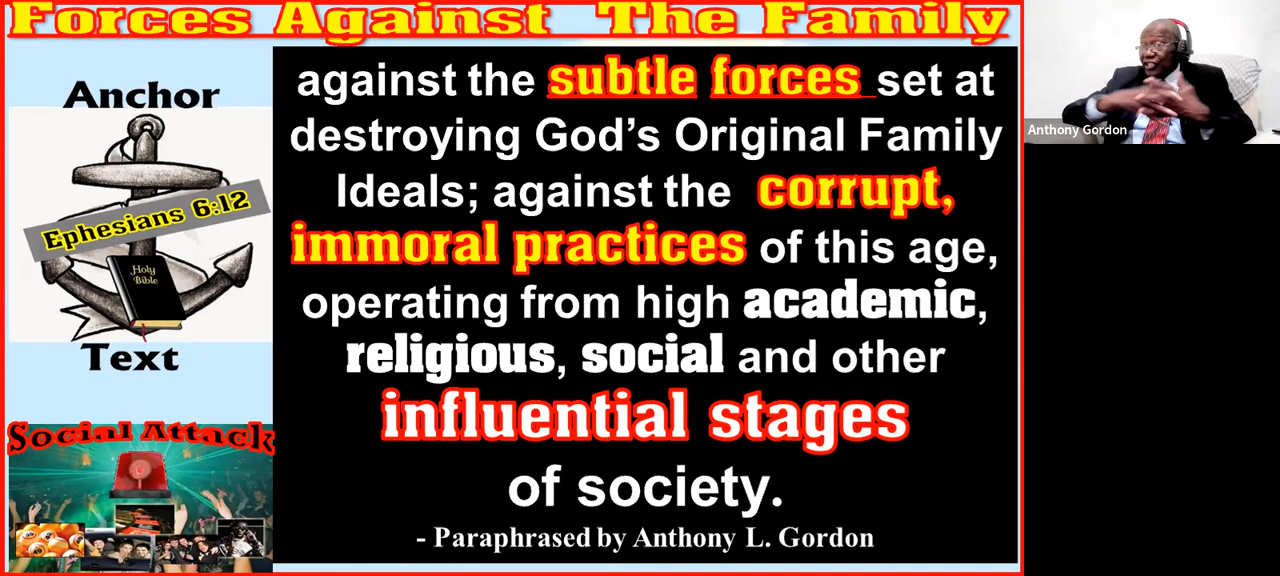 Forces Against The Family
Anchor
Ephesians 6:12
Holy
Bible
Text
Social Attack
against the subtle forces set at
destroying God’s Original Family
Ideals; against the corrupt,
immoral practices of this age,
operating from high academic,
religious, social and other
influential stages
of society.
- Paraphrased by Anthony L. Gordon
Anthony Gordon